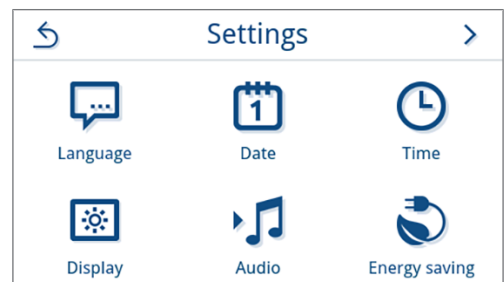 Settings
Language
Date
Time
1
Display
Audio
Energy saving